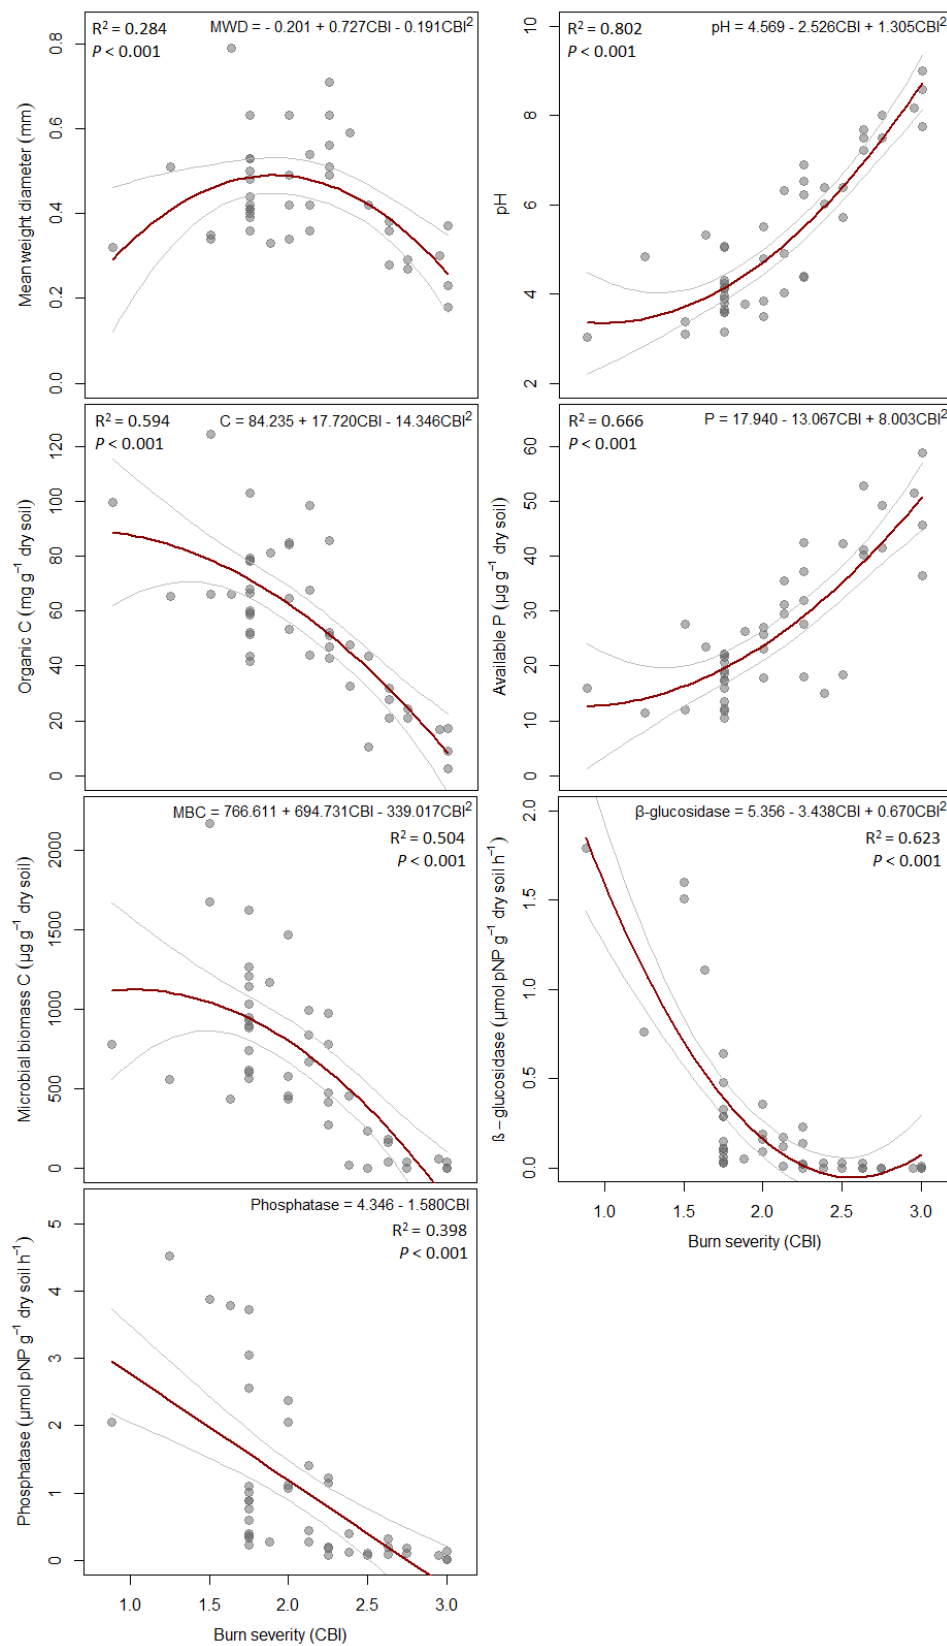 R² = 0.284
P < 0.001
MWD = - 0.201 + 0.727CBI - 0.191CBI²
Mean weight diameter (mm)
0.8
0.6
0.4
0.2
0.0
R² = 0.802
P < 0.001
pH = 4.569 - 2.526CBI + 1.305CBI²
pH
10
8
6
4
2
R² = 0.594
P < 0.001
C = 84.235 + 17.720CBI - 14.346CBI²
Organic C (mg g⁻¹ dry soil)
120
100
80
60
40
20
0
R² = 0.666
P < 0.001
P = 17.940 - 13.067CBI + 8.003CBI²
Available P (µg g⁻¹ dry soil)
60
50
40
30
20
10
0
MBC = 766.611 + 694.731CBI - 339.017CBI²
R² = 0.504
P < 0.001
Microbial biomass C (µg g⁻¹ dry soil)
2000
1500
1000
500
0
β-glucosidase = 5.356 - 3.438CBI + 0.670CBI²
R² = 0.623
P < 0.001
ß – glucosidase (µmol pNP g⁻¹ dry soil h⁻¹)
2.0
1.5
1.0
0.5
0.0
1.0 1.5 2.0 2.5 3.0
Burn severity (CBI)
Phosphatase = 4.346 - 1.580CBI
R² = 0.398
P < 0.001
Phosphatase (µmol pNP g⁻¹ dry soil h⁻¹)
5
4
3
2
1
0
1.0 1.5 2.0 2.5 3.0
Burn severity (CBI)